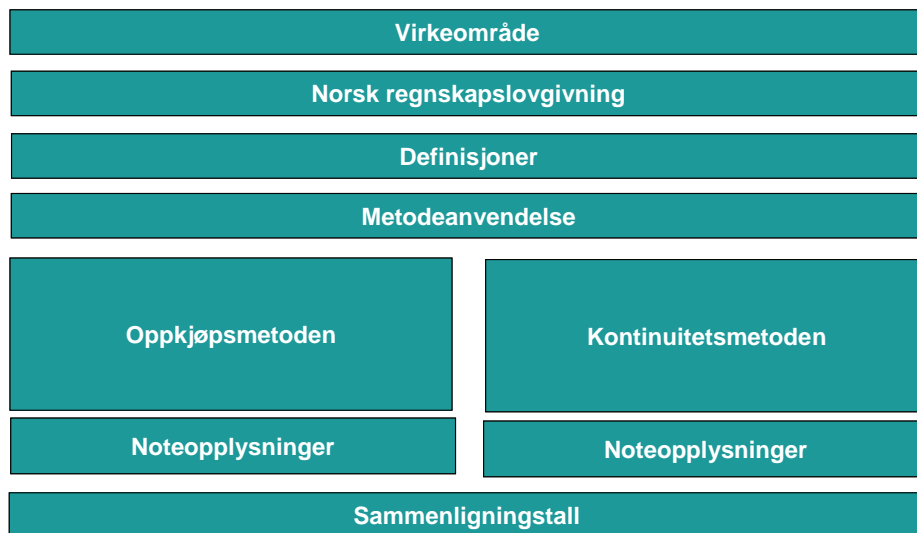 Virkeområde
Norsk regnskapslovgivning
Definisjoner
Metodeanvendelse
Oppkjøpsmetoden
Kontinuitetsmetoden
Noteopplysninger
Noteopplysninger
Sammenligningstall